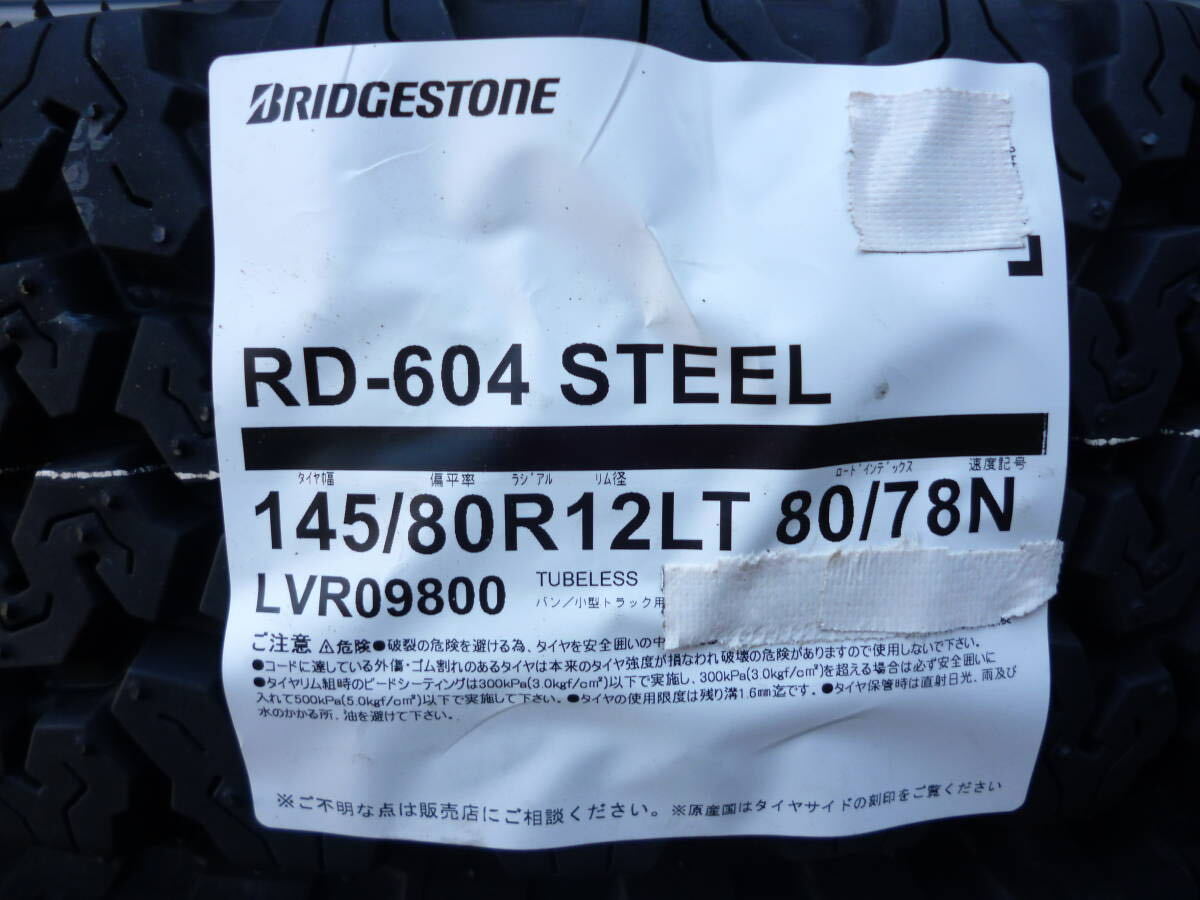 BRIDGESTONE
RD-604 STEEL
タイヤ幅 偏平率 ラジアル リム径 ロードインデックス 速度記号
145/80R12LT 80/78N
LVR09800 TUBELESS
バン/小型トラック用
ご注意 ⚠危険●破裂の危険を避ける為、タイヤを安全囲いの中
●コードに達している外傷・ゴム割れのあるタイヤは本来のタイヤ強度が損なわれ破壊の危険がありますので使用しないで下さい。
●タイヤリム組時のビードシーティングは300kPa(3.0kgf/c㎡)以下で実施し、300kPa(3.0kgf/c㎡)を超える場合は必ず安全囲いに
入れて500kPa(5.0kgf/c㎡)以下で実施して下さい。●タイヤの使用限度は残り溝1.6㎜迄です。●タイヤ保管時は直射日光、雨及び
水のかかる所、油を避けて下さい。
※ご不明な点は販売店にご相談ください。※原産国はタイヤサイドの刻印をご覧ください